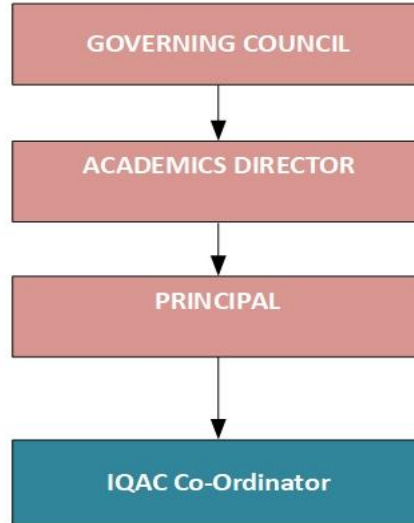 GOVERNING COUNCIL
ACADEMICS DIRECTOR
PRINCIPAL
IQAC Co-Ordinator